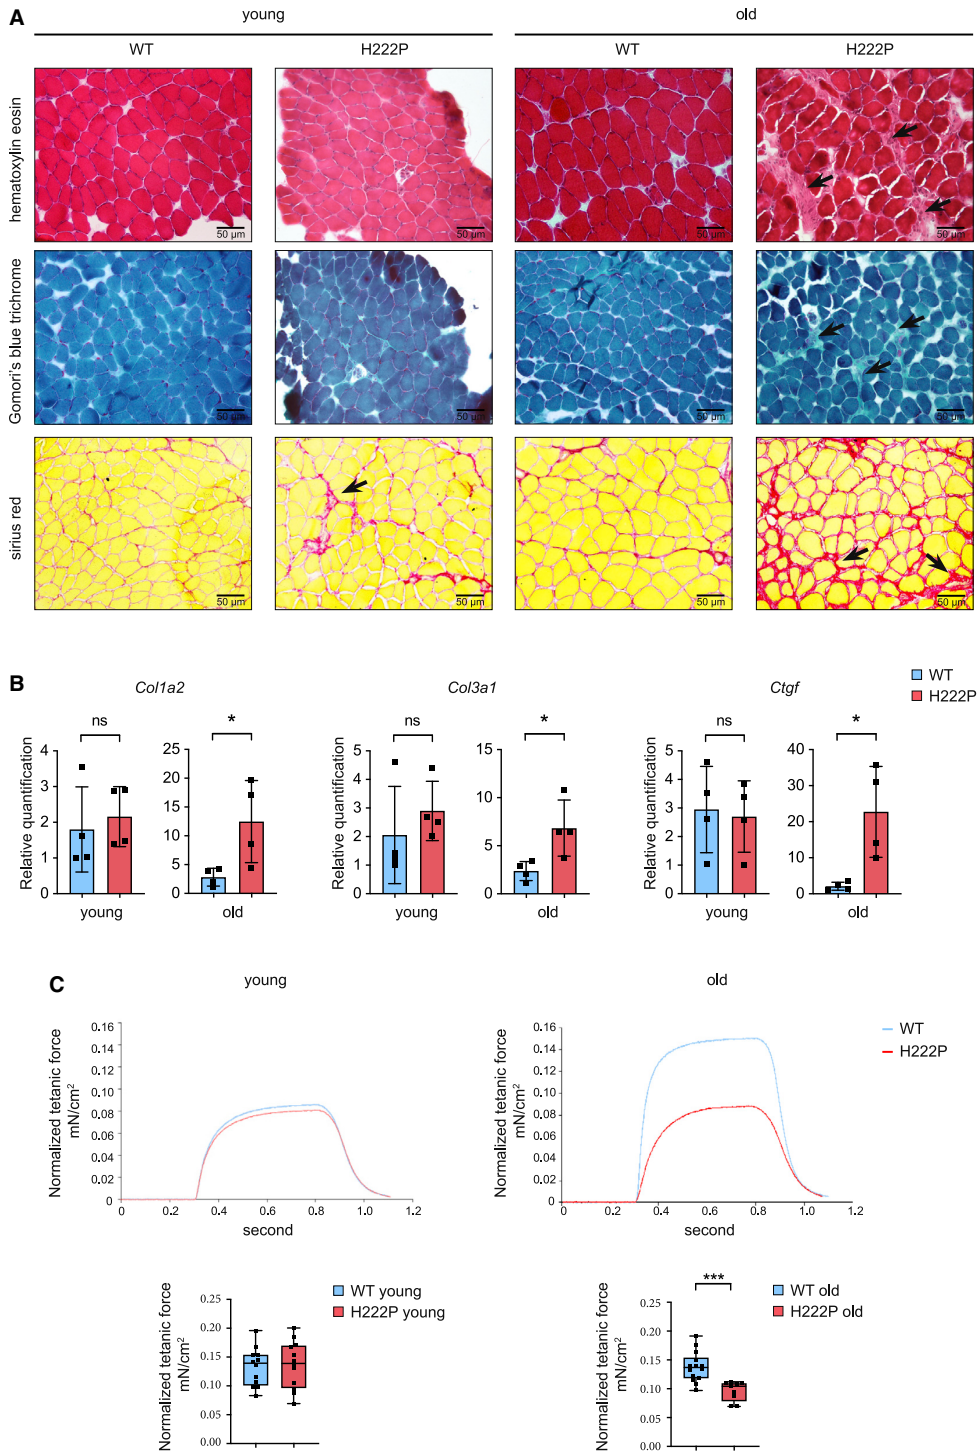 A
young
old
WT
H222P
WT
H222P
hematoxylin eosin
50 µm
50 µm
50 µm
50 µm
Gomori's blue trichrome
50 µm
50 µm
50 µm
50 µm
sirius red
50 µm
50 µm
50 µm
50 µm
B
WT
H222P
Col1a2
Relative quantification
4
3
2
1
0
ns
young
25
20
15
10
5
0
*
old
Col3a1
Relative quantification
5
4
3
2
1
0
ns
young
15
10
5
0
*
old
Ctgf
Relative quantification
5
4
3
2
1
0
ns
young
60
40
20
0
*
old
C
young
Normalized tetanic force
mN/cm²
0.16
0.14
0.12
0.10
0.08
0.06
0.04
0.02
0
0 0.2 0.4 0.6 0.8 1.0 1.2
second
old
WT
H222P
Normalized tetanic force
mN/cm²
0.16
0.14
0.12
0.10
0.08
0.06
0.04
0.02
0
0 0.2 0.4 0.6 0.8 1.0 1.2
second
Normalized tetanic force
mN/cm²
0.25
0.20
0.15
0.10
0.05
0.00
WT young
H222P young
Normalized tetanic force
mN/cm²
0.25
0.20
0.15
0.10
0.05
0.00
***
WT old
H222P old